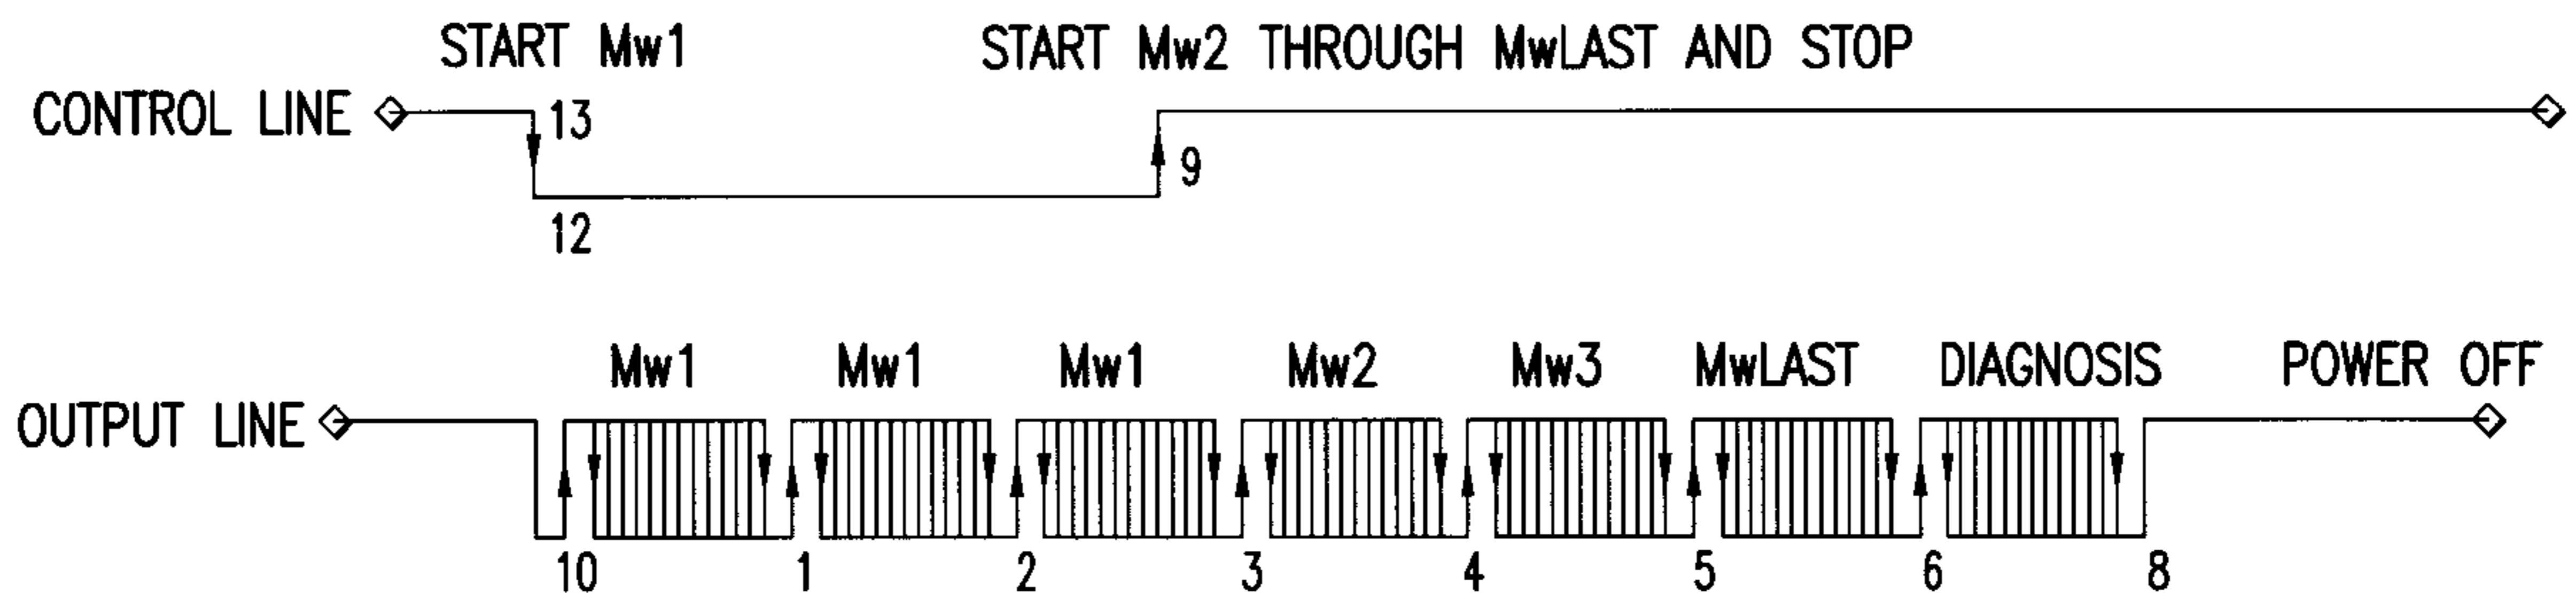 START Mw1
START Mw2 THROUGH MwLAST AND STOP
CONTROL LINE
13
9
12
Mw1 Mw1 Mw1 Mw2 Mw3 MwLAST DIAGNOSIS POWER OFF
OUTPUT LINE
10 1 2 3 4 5 6 8